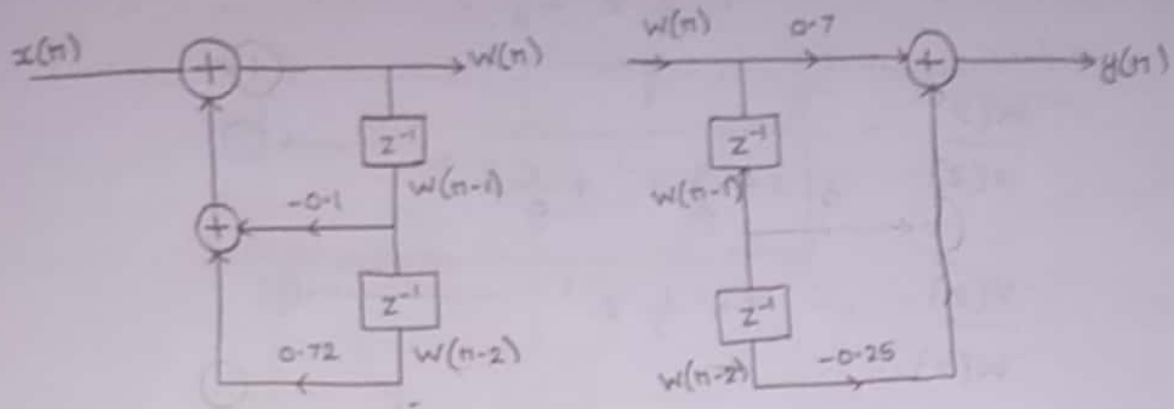 x(n) w(n) w(n) 0.7 y(n)
z⁻¹ z⁻¹
w(n-1) w(n-1)
-0.1
z⁻¹ z⁻¹
0.72 w(n-2) w(n-2) -0.25